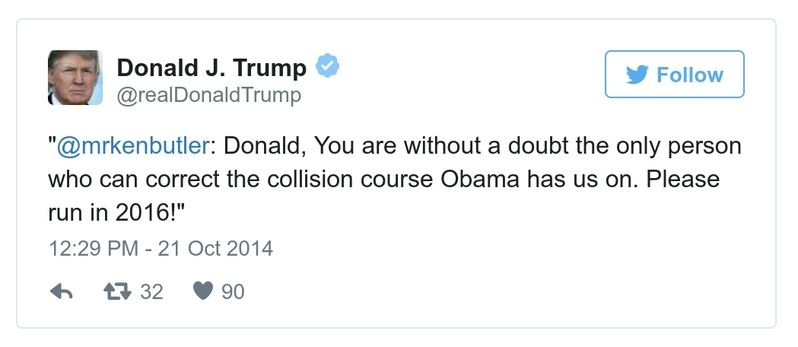 Donald J. Trump
@realDonaldTrump
Follow
"@mrkenbutler: Donald, You are without a doubt the only person
who can correct the collision course Obama has us on. Please
run in 2016!"
12:29 PM - 21 Oct 2014
32 90